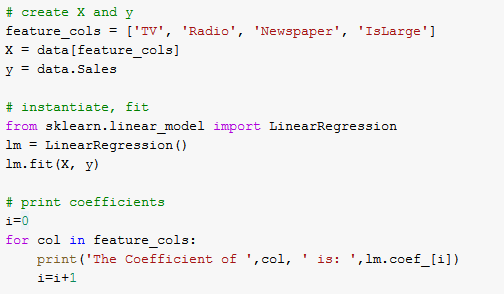 # create X and y
feature_cols = ['TV', 'Radio', 'Newspaper', 'IsLarge']
X = data[feature_cols]
y = data.Sales
# instantiate, fit
from sklearn.linear_model import LinearRegression
lm = LinearRegression()
lm.fit(X, y)
# print coefficients
i=0
for col in feature_cols:
    print('The Coefficient of ',col, ' is: ',lm.coef_[i])
    i=i+1